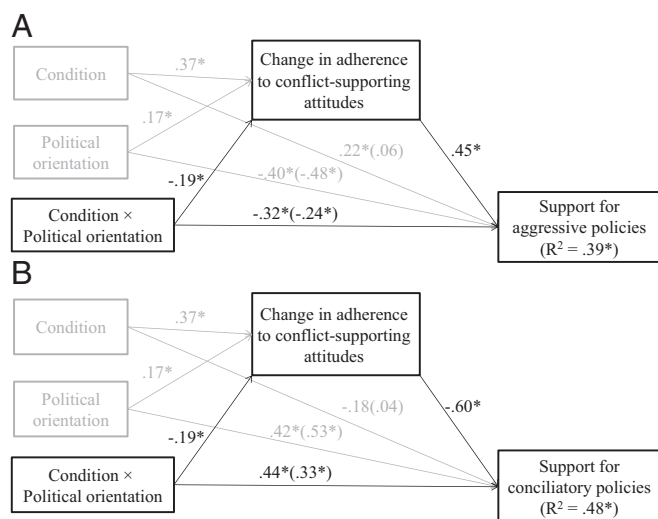 A
Condition
.37*
Change in adherence
to conflict-supporting
attitudes
Political
orientation
.17*
.22*(.06)
.45*
-.40*(-.48*)
-.19*
Condition ×
Political orientation
-.32*(-.24*)
Support for
aggressive policies
(R² = .39*)
B
Condition
.37*
Change in adherence
to conflict-supporting
attitudes
Political
orientation
.17*
-.18(.04)
-.60*
.42*(.53*)
-.19*
Condition ×
Political orientation
.44*(.33*)
Support for
conciliatory policies
(R² = .48*)